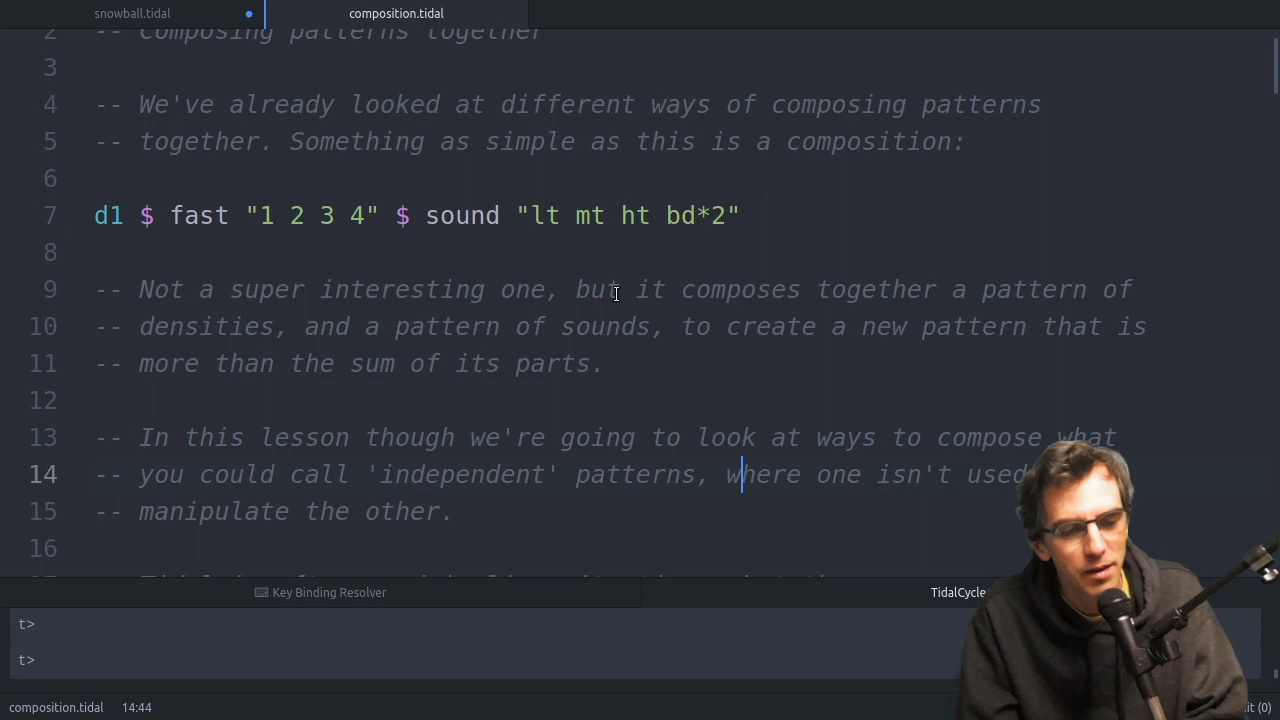 snowball.tidal
composition.tidal
2 -- Composing patterns together
3
4 -- We've already looked at different ways of composing patterns
5 -- together. Something as simple as this is a composition:
6
7 d1 $ fast "1 2 3 4" $ sound "lt mt ht bd*2"
8
9 -- Not a super interesting one, but it composes together a pattern of
10 -- densities, and a pattern of sounds, to create a new pattern that is
11 -- more than the sum of its parts.
12
13 -- In this lesson though we're going to look at ways to compose what
14 -- you could call 'independent' patterns, where one isn't used
15 -- manipulate the other.
16
Key Binding Resolver
TidalCycles
t>
t>
composition.tidal 14:44
(0)